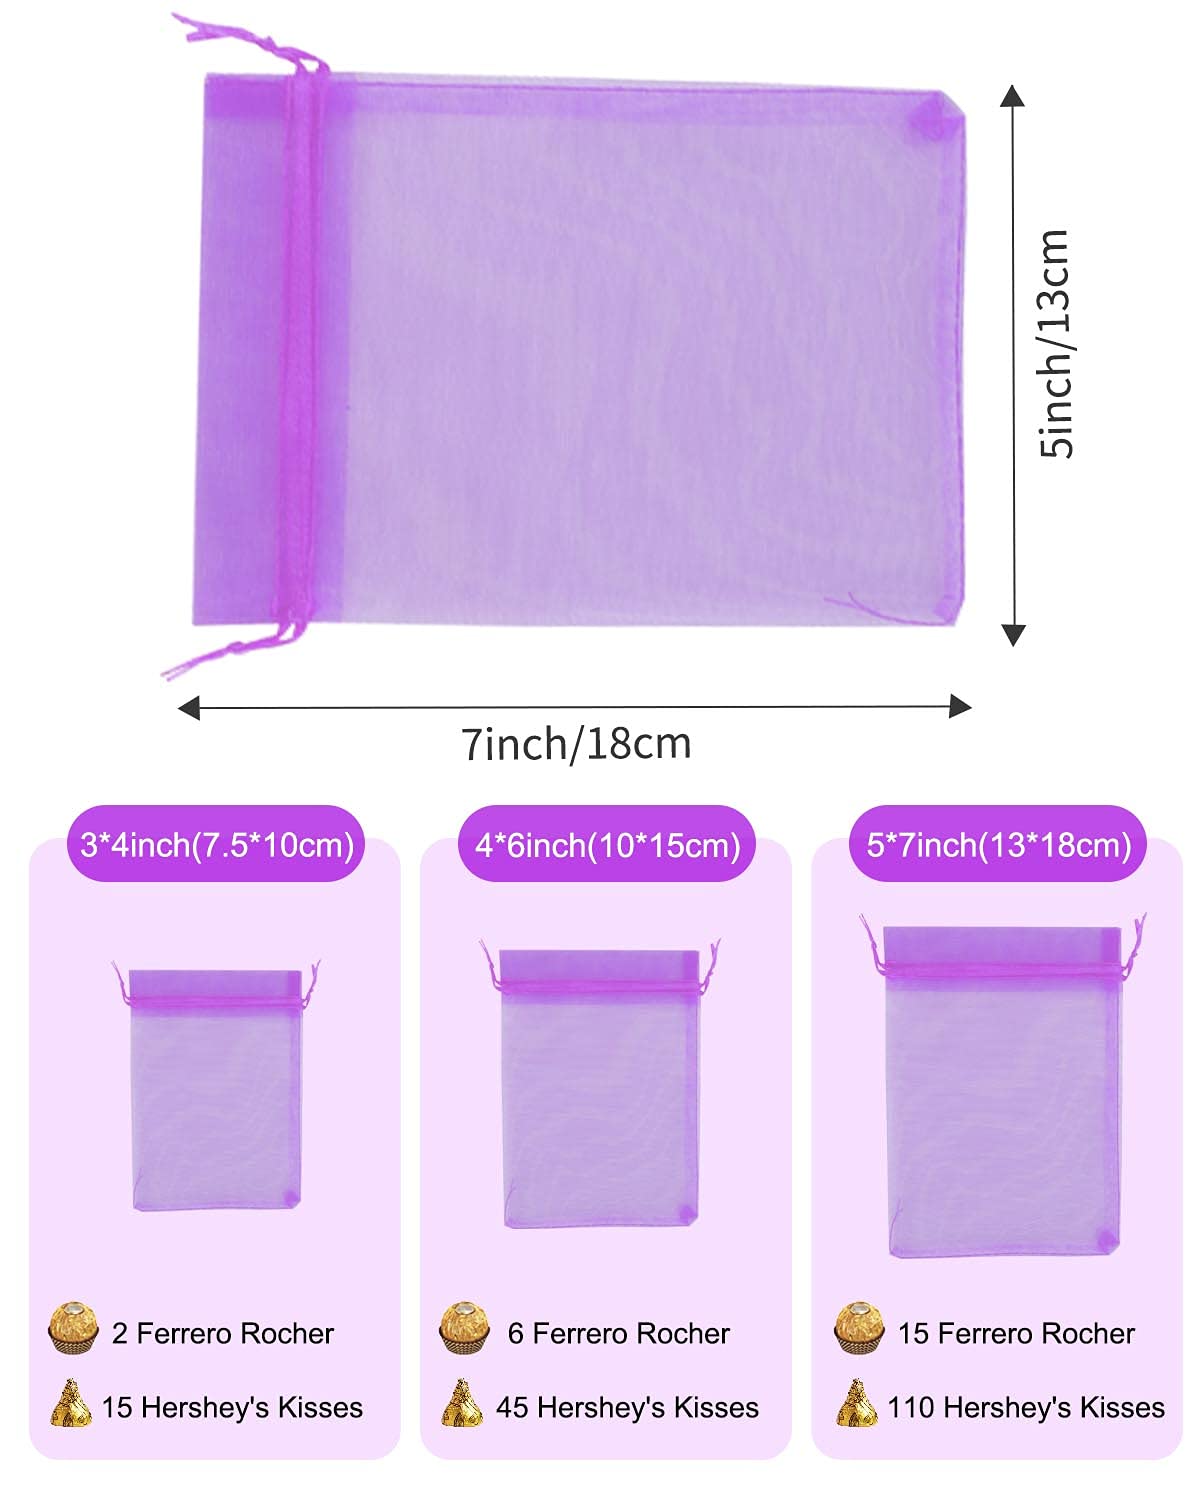 5inch/13cm
7inch/18cm
3*4inch(7.5*10cm)
4*6inch(10*15cm)
5*7inch(13*18cm)
2 Ferrero Rocher
15 Hershey's Kisses
6 Ferrero Rocher
45 Hershey's Kisses
15 Ferrero Rocher
110 Hershey's Kisses